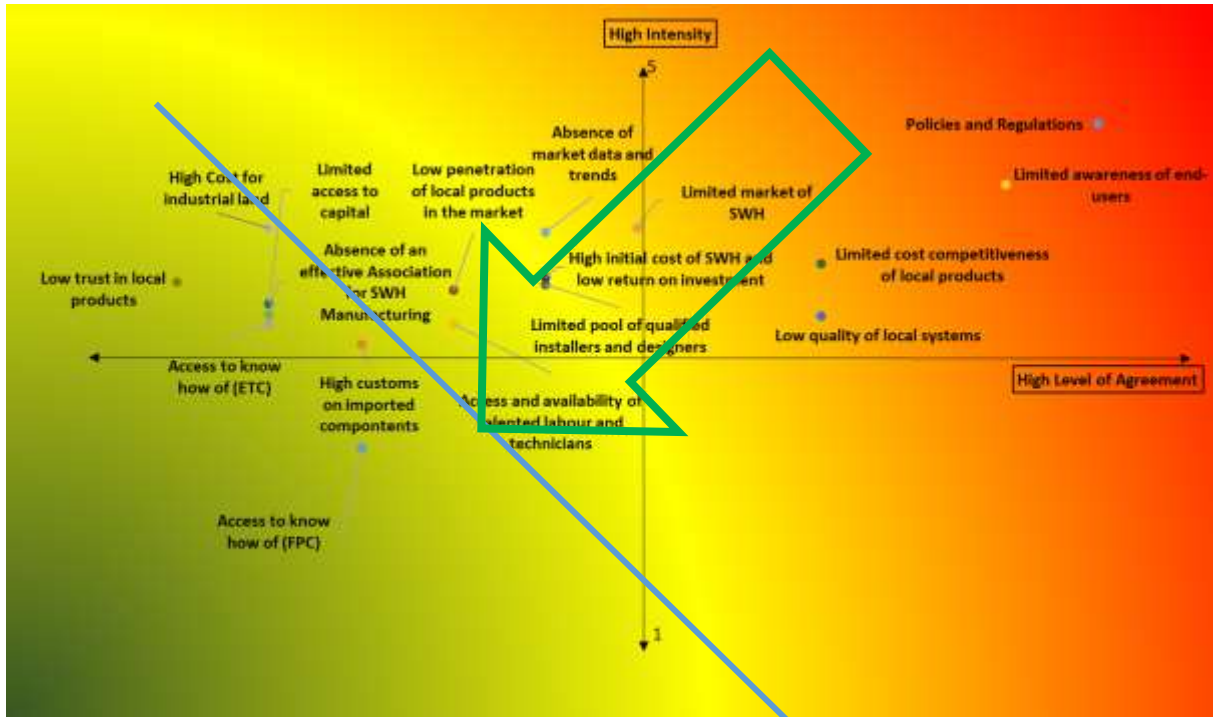 High Intensity
5
Policies and Regulations
Absence of
market data and
trends
Limited
access to
capital
Low penetration
of local products
in the market
High Cost for
industrial land
Limited awareness of end-
users
Limited market of
SWH
Absence of an
effective Association
for SWH
Manufacturing
High initial cost of SWH and
low return on investment
Limited cost competitiveness
of local products
Low trust in local
products
Limited pool of qualified
installers and designers
Low quality of local systems
Access to know
how of (ETC)
High customs
on imported
compontents
High Level of Agreement
Access and availability of
talented labour and
technicians
Access to know
how of (FPC)
1